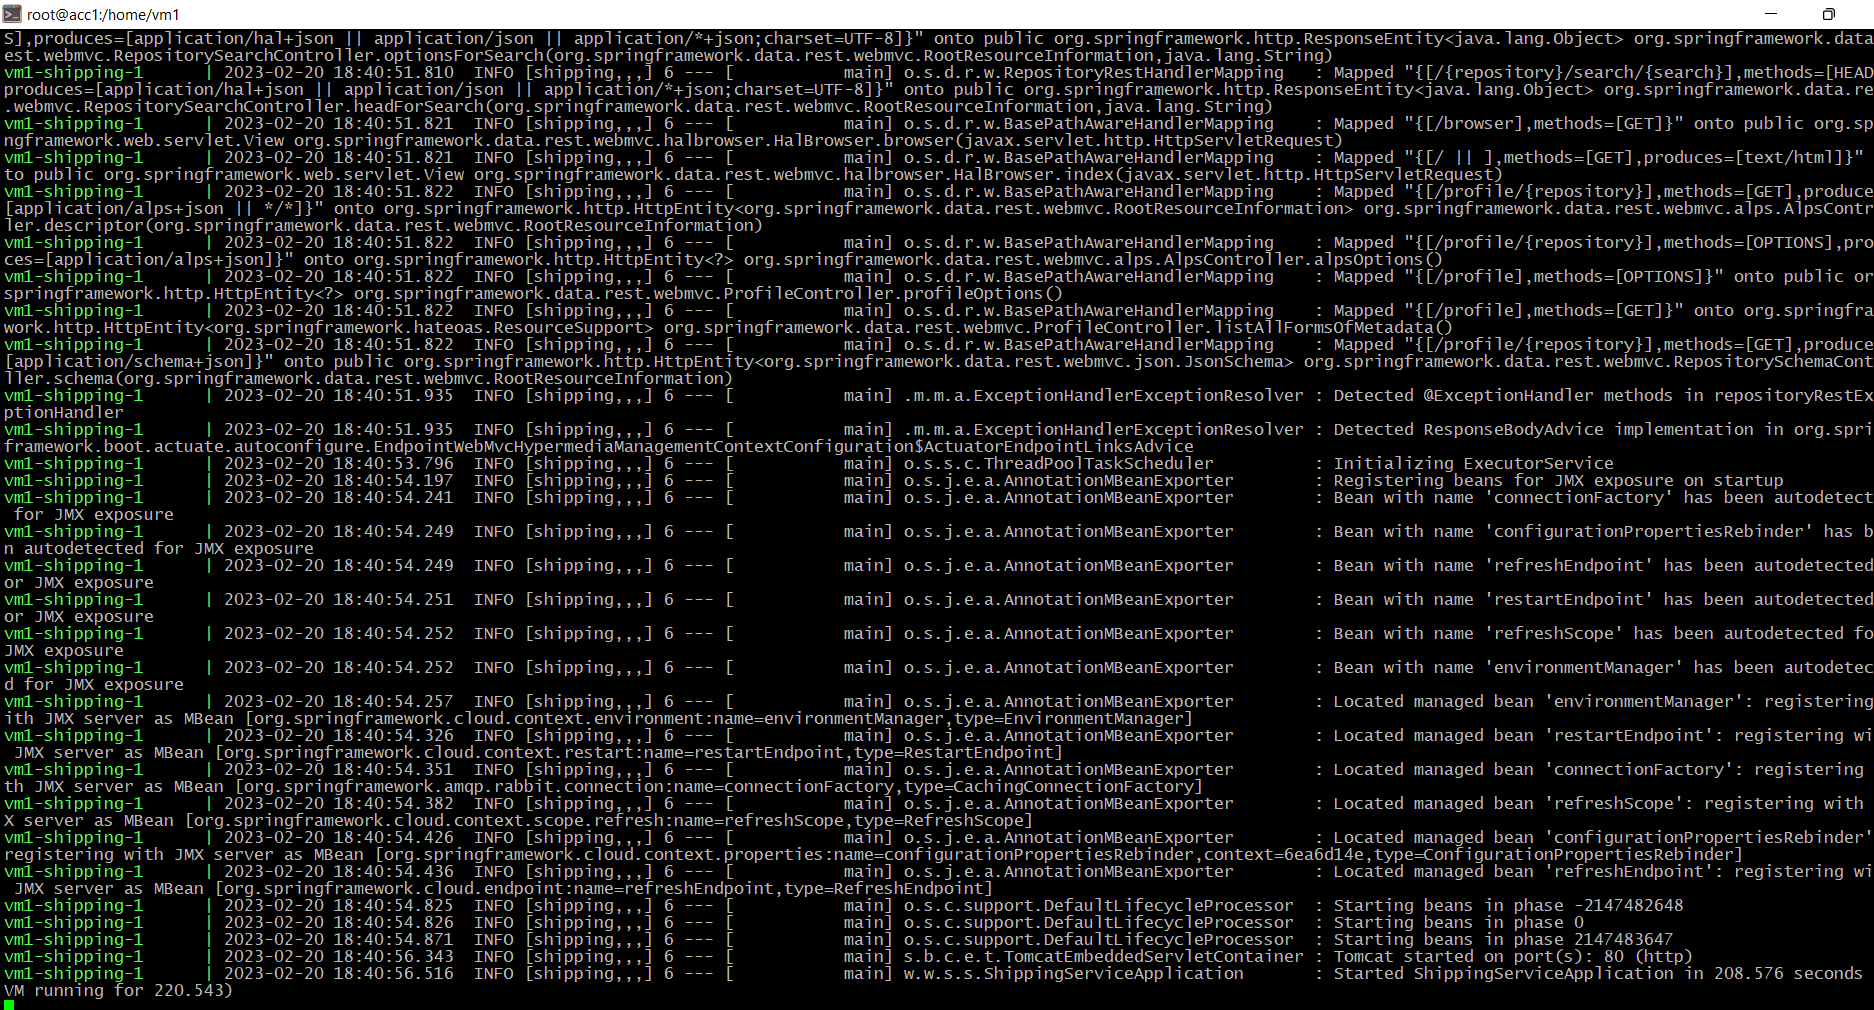 root@acc1:/home/vm1
S],produces=[application/hal+json || application/json || application/*+json;charset=UTF-8]}" onto public org.springframework.http.ResponseEntity<java.lang.Object> org.springframework.data
est.webmvc.RepositorySearchController.optionsForSearch(org.springframework.data.rest.webmvc.RootResourceInformation,java.lang.String)
vm1-shipping-1      | 2023-02-20 18:40:51.810  INFO [shipping,,,] 6 --- [           main] o.s.d.r.w.RepositoryRestHandlerMapping   : Mapped "{[/{repository}/search/{search}],methods=[HEAD
produces=[application/hal+json || application/json || application/*+json;charset=UTF-8]}" onto public org.springframework.http.ResponseEntity<java.lang.Object> org.springframework.data.re
.webmvc.RepositorySearchController.headForSearch(org.springframework.data.rest.webmvc.RootResourceInformation,java.lang.String)
vm1-shipping-1      | 2023-02-20 18:40:51.821  INFO [shipping,,,] 6 --- [           main] o.s.d.r.w.BasePathAwareHandlerMapping    : Mapped "{[/browser],methods=[GET]}" onto public org.sp
ngframework.web.servlet.View org.springframework.data.rest.webmvc.halbrowser.HalBrowser.browser(javax.servlet.http.HttpServletRequest)
vm1-shipping-1      | 2023-02-20 18:40:51.821  INFO [shipping,,,] 6 --- [           main] o.s.d.r.w.BasePathAwareHandlerMapping    : Mapped "{[/ || ],methods=[GET],produces=[text/html]}"
to public org.springframework.web.servlet.View org.springframework.data.rest.webmvc.halbrowser.HalBrowser.index(javax.servlet.http.HttpServletRequest)
vm1-shipping-1      | 2023-02-20 18:40:51.822  INFO [shipping,,,] 6 --- [           main] o.s.d.r.w.BasePathAwareHandlerMapping    : Mapped "{[/profile/{repository}],methods=[GET],produce
[application/alps+json || */*]}" onto org.springframework.http.HttpEntity<org.springframework.data.rest.webmvc.RootResourceInformation> org.springframework.data.rest.webmvc.alps.AlpsContr
ler.descriptor(org.springframework.data.rest.webmvc.RootResourceInformation)
vm1-shipping-1      | 2023-02-20 18:40:51.822  INFO [shipping,,,] 6 --- [           main] o.s.d.r.w.BasePathAwareHandlerMapping    : Mapped "{[/profile/{repository}],methods=[OPTIONS],pro
ces=[application/alps+json]}" onto org.springframework.http.HttpEntity<?> org.springframework.data.rest.webmvc.alps.AlpsController.alpsOptions()
vm1-shipping-1      | 2023-02-20 18:40:51.822  INFO [shipping,,,] 6 --- [           main] o.s.d.r.w.BasePathAwareHandlerMapping    : Mapped "{[/profile],methods=[OPTIONS]}" onto public or
springframework.http.HttpEntity<?> org.springframework.data.rest.webmvc.ProfileController.profileOptions()
vm1-shipping-1      | 2023-02-20 18:40:51.822  INFO [shipping,,,] 6 --- [           main] o.s.d.r.w.BasePathAwareHandlerMapping    : Mapped "{[/profile],methods=[GET]}" onto org.springfra
work.http.HttpEntity<org.springframework.hateoas.ResourceSupport> org.springframework.data.rest.webmvc.ProfileController.listAllFormsOfMetadata()
vm1-shipping-1      | 2023-02-20 18:40:51.822  INFO [shipping,,,] 6 --- [           main] o.s.d.r.w.BasePathAwareHandlerMapping    : Mapped "{[/profile/{repository}],methods=[GET],produce
[application/schema+json]}" onto public org.springframework.http.HttpEntity<org.springframework.data.rest.webmvc.json.JsonSchema> org.springframework.data.rest.webmvc.RepositorySchemaCont
ller.schema(org.springframework.data.rest.webmvc.RootResourceInformation)
vm1-shipping-1      | 2023-02-20 18:40:51.935  INFO [shipping,,,] 6 --- [           main] .m.m.a.ExceptionHandlerExceptionResolver : Detected @ExceptionHandler methods in repositoryRestEx
ptionHandler
vm1-shipping-1      | 2023-02-20 18:40:51.935  INFO [shipping,,,] 6 --- [           main] .m.m.a.ExceptionHandlerExceptionResolver : Detected ResponseBodyAdvice implementation in org.spri
framework.boot.actuate.autoconfigure.EndpointWebMvcHypermediaManagementContextConfiguration$ActuatorEndpointLinksAdvice
vm1-shipping-1      | 2023-02-20 18:40:53.796  INFO [shipping,,,] 6 --- [           main] o.s.s.c.ThreadPoolTaskScheduler          : Initializing ExecutorService
vm1-shipping-1      | 2023-02-20 18:40:54.197  INFO [shipping,,,] 6 --- [           main] o.s.j.e.a.AnnotationMBeanExporter        : Registering beans for JMX exposure on startup
vm1-shipping-1      | 2023-02-20 18:40:54.241  INFO [shipping,,,] 6 --- [           main] o.s.j.e.a.AnnotationMBeanExporter        : Bean with name 'connectionFactory' has been autodetect
 for JMX exposure
vm1-shipping-1      | 2023-02-20 18:40:54.249  INFO [shipping,,,] 6 --- [           main] o.s.j.e.a.AnnotationMBeanExporter        : Bean with name 'configurationPropertiesRebinder' has b
n autodetected for JMX exposure
vm1-shipping-1      | 2023-02-20 18:40:54.249  INFO [shipping,,,] 6 --- [           main] o.s.j.e.a.AnnotationMBeanExporter        : Bean with name 'refreshEndpoint' has been autodetected
or JMX exposure
vm1-shipping-1      | 2023-02-20 18:40:54.251  INFO [shipping,,,] 6 --- [           main] o.s.j.e.a.AnnotationMBeanExporter        : Bean with name 'restartEndpoint' has been autodetected
or JMX exposure
vm1-shipping-1      | 2023-02-20 18:40:54.252  INFO [shipping,,,] 6 --- [           main] o.s.j.e.a.AnnotationMBeanExporter        : Bean with name 'refreshScope' has been autodetected fo
JMX exposure
vm1-shipping-1      | 2023-02-20 18:40:54.252  INFO [shipping,,,] 6 --- [           main] o.s.j.e.a.AnnotationMBeanExporter        : Bean with name 'environmentManager' has been autodetec
d for JMX exposure
vm1-shipping-1      | 2023-02-20 18:40:54.257  INFO [shipping,,,] 6 --- [           main] o.s.j.e.a.AnnotationMBeanExporter        : Located managed bean 'environmentManager': registering
ith JMX server as MBean [org.springframework.cloud.context.environment:name=environmentManager,type=EnvironmentManager]
vm1-shipping-1      | 2023-02-20 18:40:54.326  INFO [shipping,,,] 6 --- [           main] o.s.j.e.a.AnnotationMBeanExporter        : Located managed bean 'restartEndpoint': registering wi
 JMX server as MBean [org.springframework.cloud.context.restart:name=restartEndpoint,type=RestartEndpoint]
vm1-shipping-1      | 2023-02-20 18:40:54.351  INFO [shipping,,,] 6 --- [           main] o.s.j.e.a.AnnotationMBeanExporter        : Located managed bean 'connectionFactory': registering
th JMX server as MBean [org.springframework.amqp.rabbit.connection:name=connectionFactory,type=CachingConnectionFactory]
vm1-shipping-1      | 2023-02-20 18:40:54.382  INFO [shipping,,,] 6 --- [           main] o.s.j.e.a.AnnotationMBeanExporter        : Located managed bean 'refreshScope': registering with
X server as MBean [org.springframework.cloud.context.scope.refresh:name=refreshScope,type=RefreshScope]
vm1-shipping-1      | 2023-02-20 18:40:54.426  INFO [shipping,,,] 6 --- [           main] o.s.j.e.a.AnnotationMBeanExporter        : Located managed bean 'configurationPropertiesRebinder'
registering with JMX server as MBean [org.springframework.cloud.context.properties:name=configurationPropertiesRebinder,context=6ea6d14e,type=ConfigurationPropertiesRebinder]
vm1-shipping-1      | 2023-02-20 18:40:54.436  INFO [shipping,,,] 6 --- [           main] o.s.j.e.a.AnnotationMBeanExporter        : Located managed bean 'refreshEndpoint': registering wi
 JMX server as MBean [org.springframework.cloud.endpoint:name=refreshEndpoint,type=RefreshEndpoint]
vm1-shipping-1      | 2023-02-20 18:40:54.825  INFO [shipping,,,] 6 --- [           main] o.s.c.support.DefaultLifecycleProcessor  : Starting beans in phase -2147482648
vm1-shipping-1      | 2023-02-20 18:40:54.826  INFO [shipping,,,] 6 --- [           main] o.s.c.support.DefaultLifecycleProcessor  : Starting beans in phase 0
vm1-shipping-1      | 2023-02-20 18:40:54.871  INFO [shipping,,,] 6 --- [           main] o.s.c.support.DefaultLifecycleProcessor  : Starting beans in phase 2147483647
vm1-shipping-1      | 2023-02-20 18:40:56.343  INFO [shipping,,,] 6 --- [           main] s.b.c.e.t.TomcatEmbeddedServletContainer : Tomcat started on port(s): 80 (http)
vm1-shipping-1      | 2023-02-20 18:40:56.516  INFO [shipping,,,] 6 --- [           main] w.w.s.s.ShippingServiceApplication       : Started ShippingServiceApplication in 208.576 seconds
VM running for 220.543)